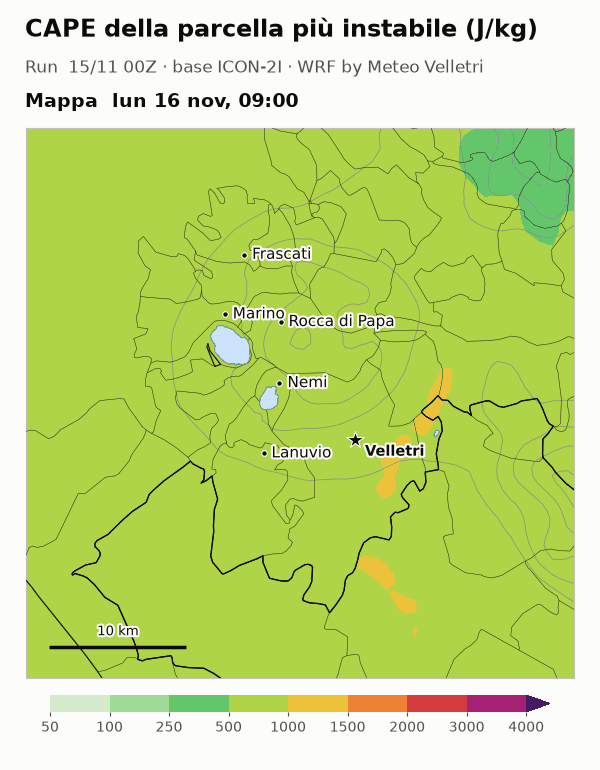 CAPE della parcella più instabile (J/kg)
Run  15/11 00Z · base ICON-2I · WRF by Meteo Velletri
Mappa  lun 16 nov, 09:00
Frascati
Marino
Rocca di Papa
Nemi
Velletri
Lanuvio
10 km
50 100 250 500 1000 1500 2000 3000 4000